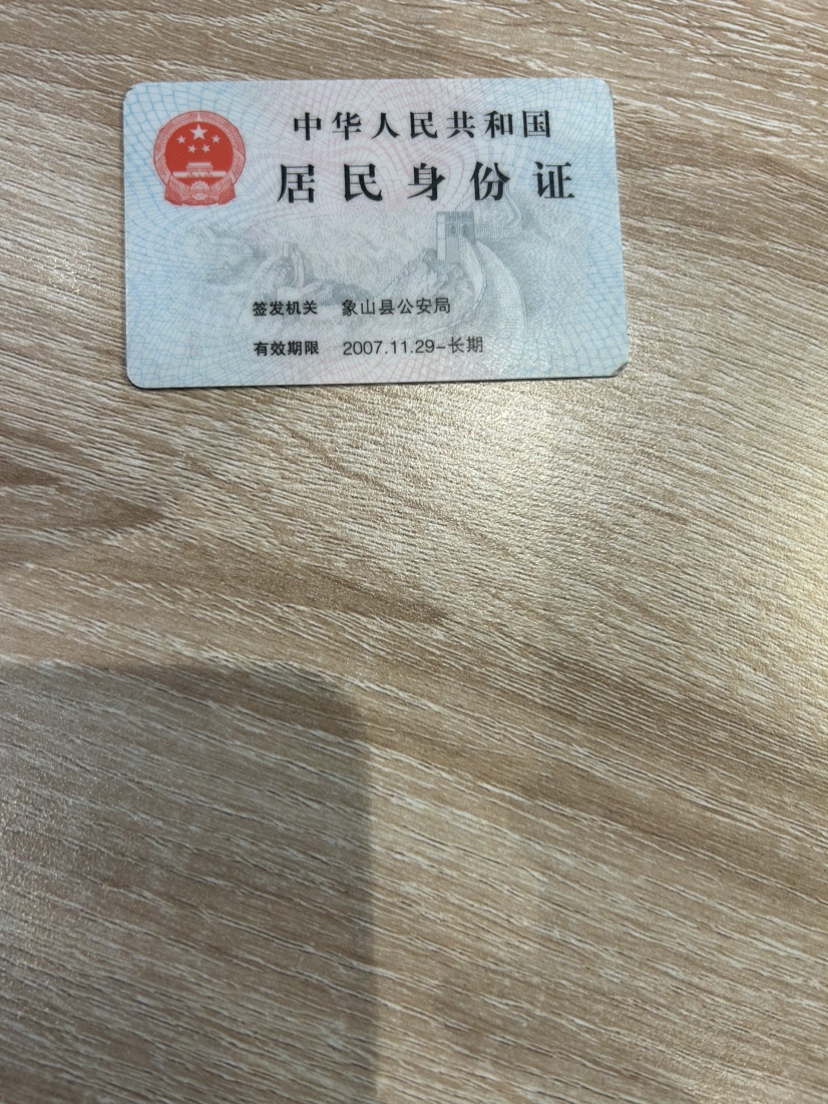 中华人民共和国
居民身份证
签发机关 象山县公安局
有效期限 2007.11.29-长期